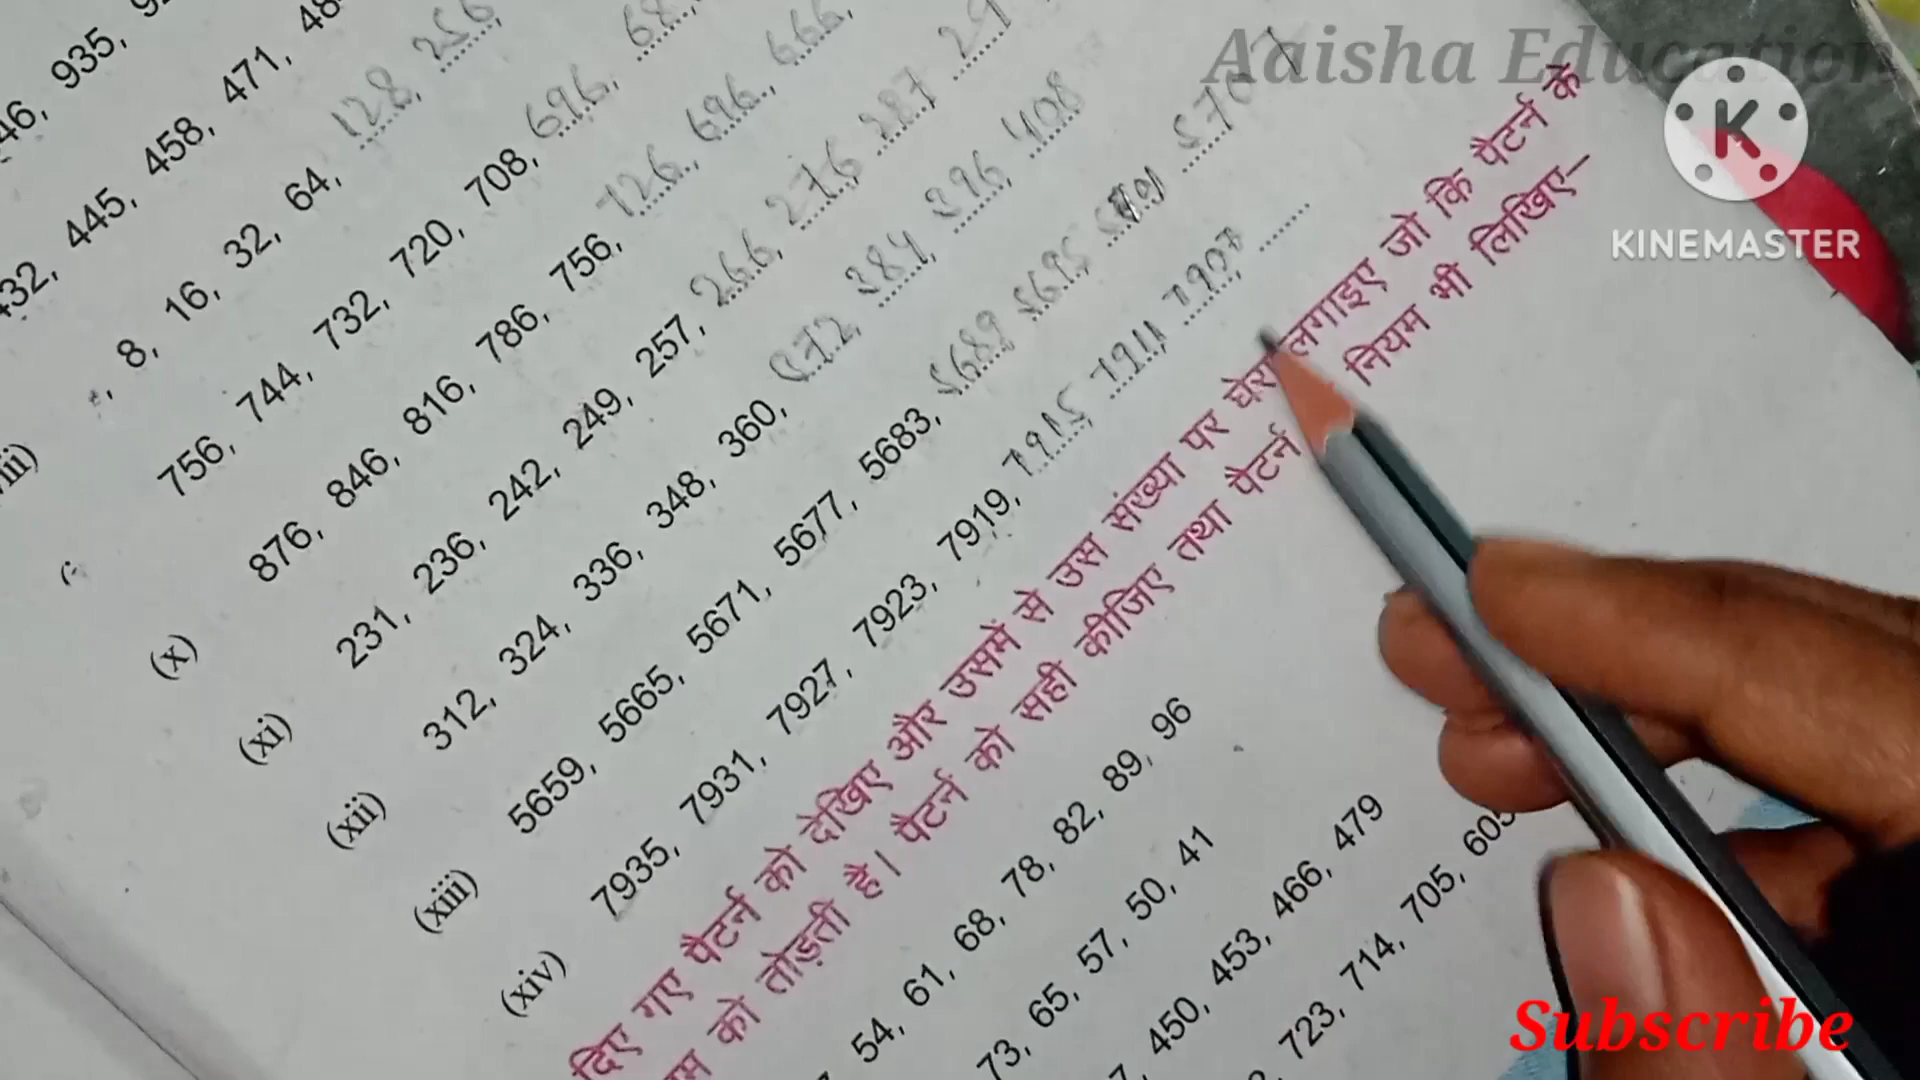 Aaisha Education
KINEMASTER
46, 935,
432, 445, 458, 471,
8, 16, 32, 64, 128, 256,
756, 744, 732, 720, 708, 696,
(x) 876, 846, 816, 786, 756, 726, 696, 666,
(xi) 231, 236, 242, 249, 257, 266, 276, 287
(xii) 312, 324, 336, 348, 360, 372, 384, 396, 408
(xiii) 5659, 5665, 5671, 5677, 5683, 5689 5695
(xiv) 7935, 7931, 7927, 7923, 7919, 7915, 7911, 7907
दिए गए पैटर्न को देखिए और उसमें से उस संख्या पर घेरा लगाइए जो कि पैटर्न के
को तोड़ती है। पैटर्न को सही कीजिए तथा पैटर्न नियम भी लिखिए–
54, 61, 68, 78, 82, 89, 96
73, 65, 57, 50, 41
450, 453, 466, 479
723, 714, 705, 605
Subscribe